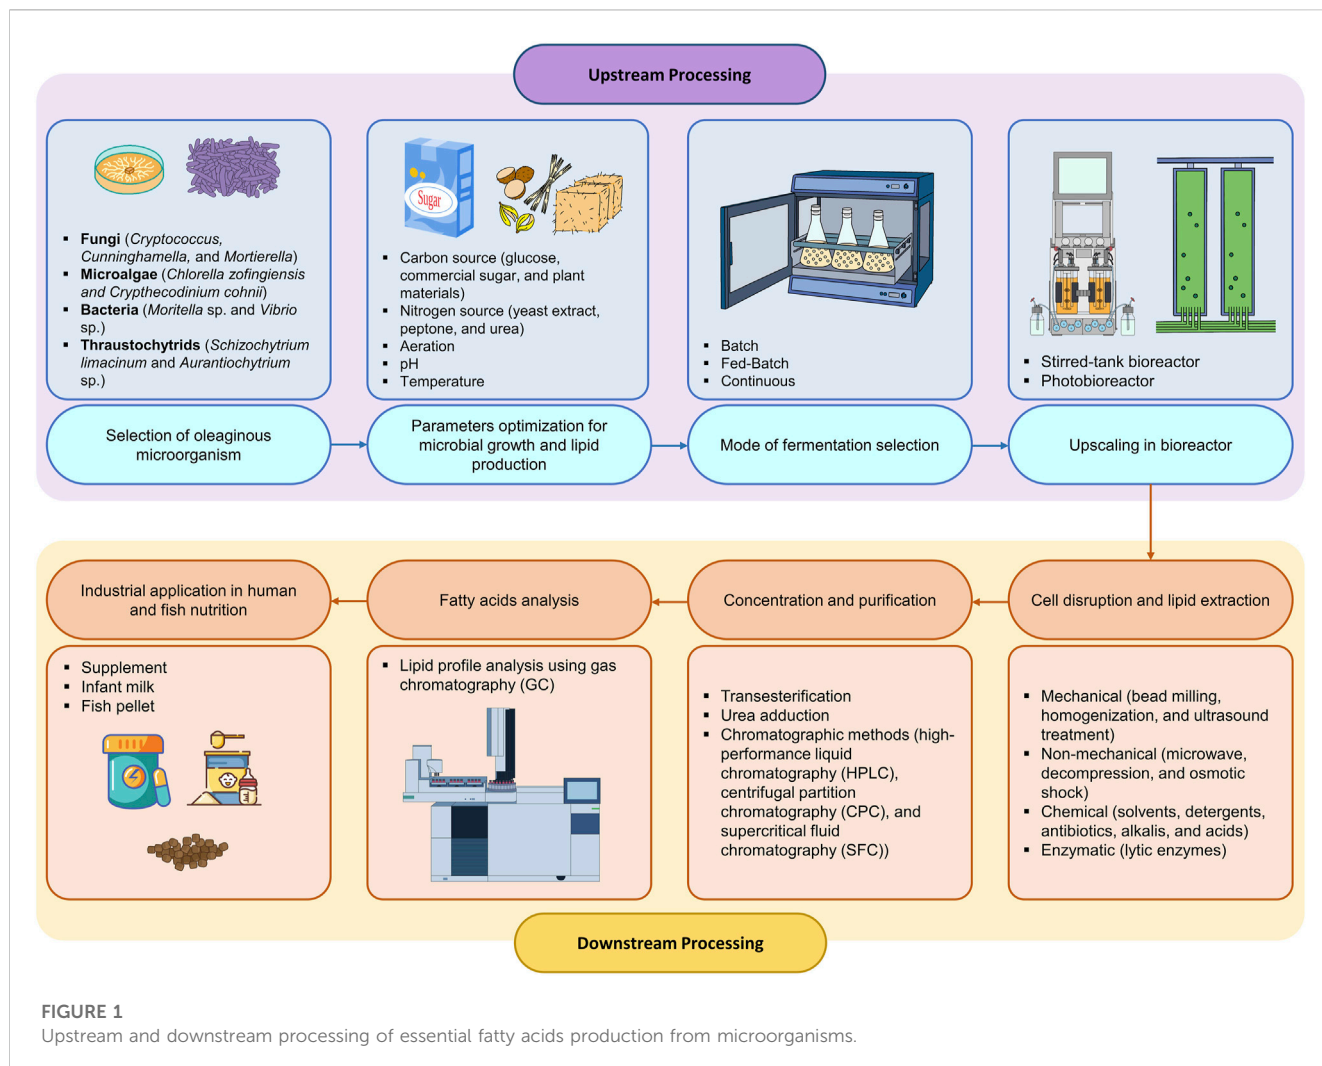 Upstream Processing
Sugar
▪ Fungi (Cryptococcus,
Cunninghamella, and Mortierella)
▪ Microalgae (Chlorella zofingiensis
and Crypthecodinium cohnii)
▪ Bacteria (Moritella sp. and Vibrio
sp.)
▪ Thraustochytrids (Schizochytrium
limacinum and Aurantiochytrium
sp.)
▪ Carbon source (glucose,
commercial sugar, and plant
materials)
▪ Nitrogen source (yeast extract,
peptone, and urea)
▪ Aeration
▪ pH
▪ Temperature
▪ Batch
▪ Fed-Batch
▪ Continuous
▪ Stirred-tank bioreactor
▪ Photobioreactor
Selection of oleaginous
microorganism
Parameters optimization for
microbial growth and lipid
production
Mode of fermentation selection
Upscaling in bioreactor
Industrial application in human
and fish nutrition
Fatty acids analysis
Concentration and purification
Cell disruption and lipid extraction
▪ Supplement
▪ Infant milk
▪ Fish pellet
▪ Lipid profile analysis using gas
chromatography (GC)
▪ Transesterification
▪ Urea adduction
▪ Chromatographic methods (high-
performance liquid
chromatography (HPLC),
centrifugal partition
chromatography (CPC), and
supercritical fluid
chromatography (SFC))
▪ Mechanical (bead milling,
homogenization, and ultrasound
treatment)
▪ Non-mechanical (microwave,
decompression, and osmotic
shock)
▪ Chemical (solvents, detergents,
antibiotics, alkalis, and acids)
▪ Enzymatic (lytic enzymes)
Downstream Processing
FIGURE 1
Upstream and downstream processing of essential fatty acids production from microorganisms.